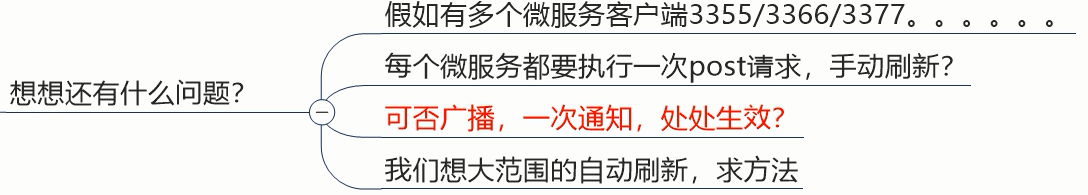 想想还有什么问题？
假如有多个微服务客户端3355/3366/3377。。。。。。
每个微服务都要执行一次post请求，手动刷新？
可否广播，一次通知，处处生效？
我们想大范围的自动刷新，求方法